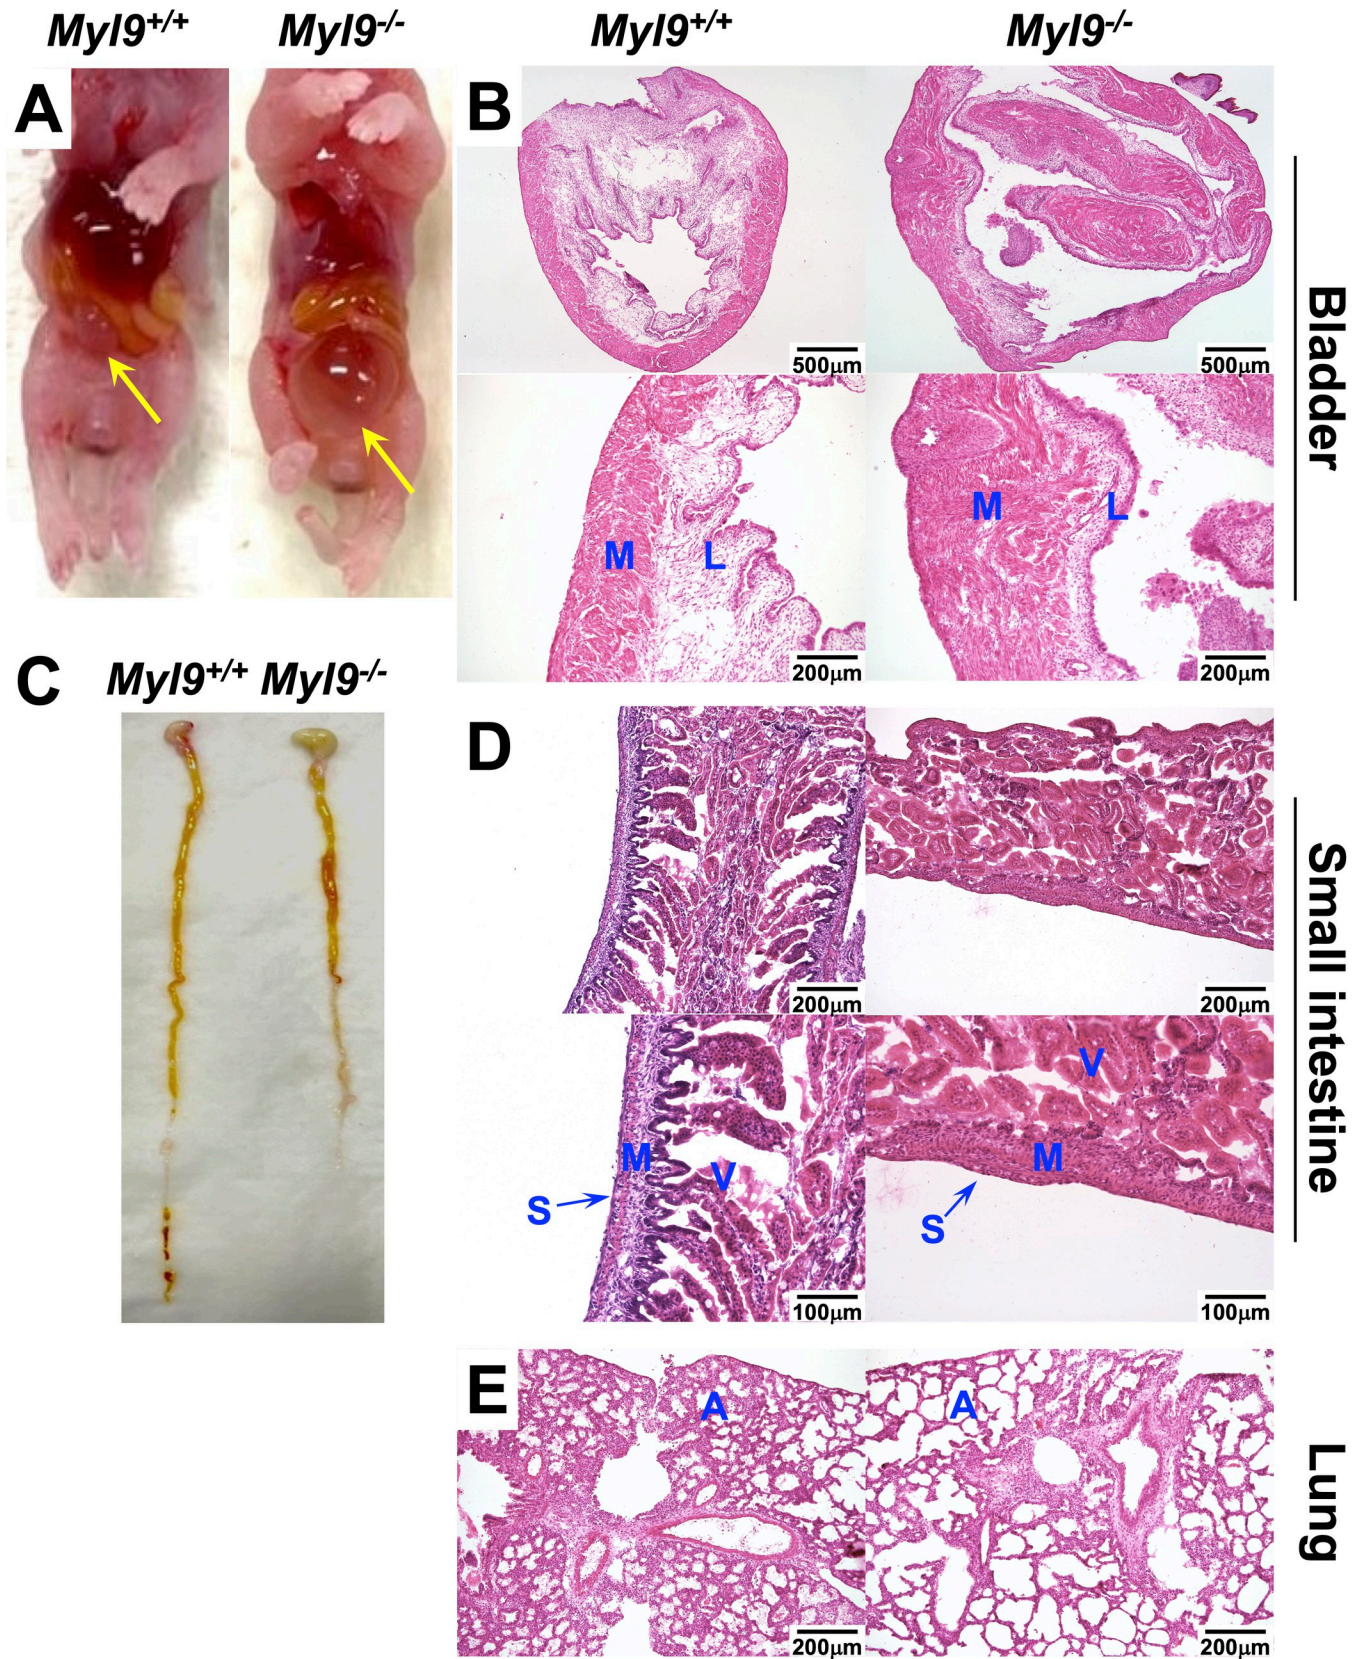 Myl9+/+ Myl9-/- Myl9+/+ Myl9-/-
A
B
500µm 500µm
M L M L
200µm 200µm
Bladder
C
Myl9+/+ Myl9-/-
D
200µm 200µm
V
M V M
S S
100µm 100µm
Small intestine
E
A A
200µm 200µm
Lung